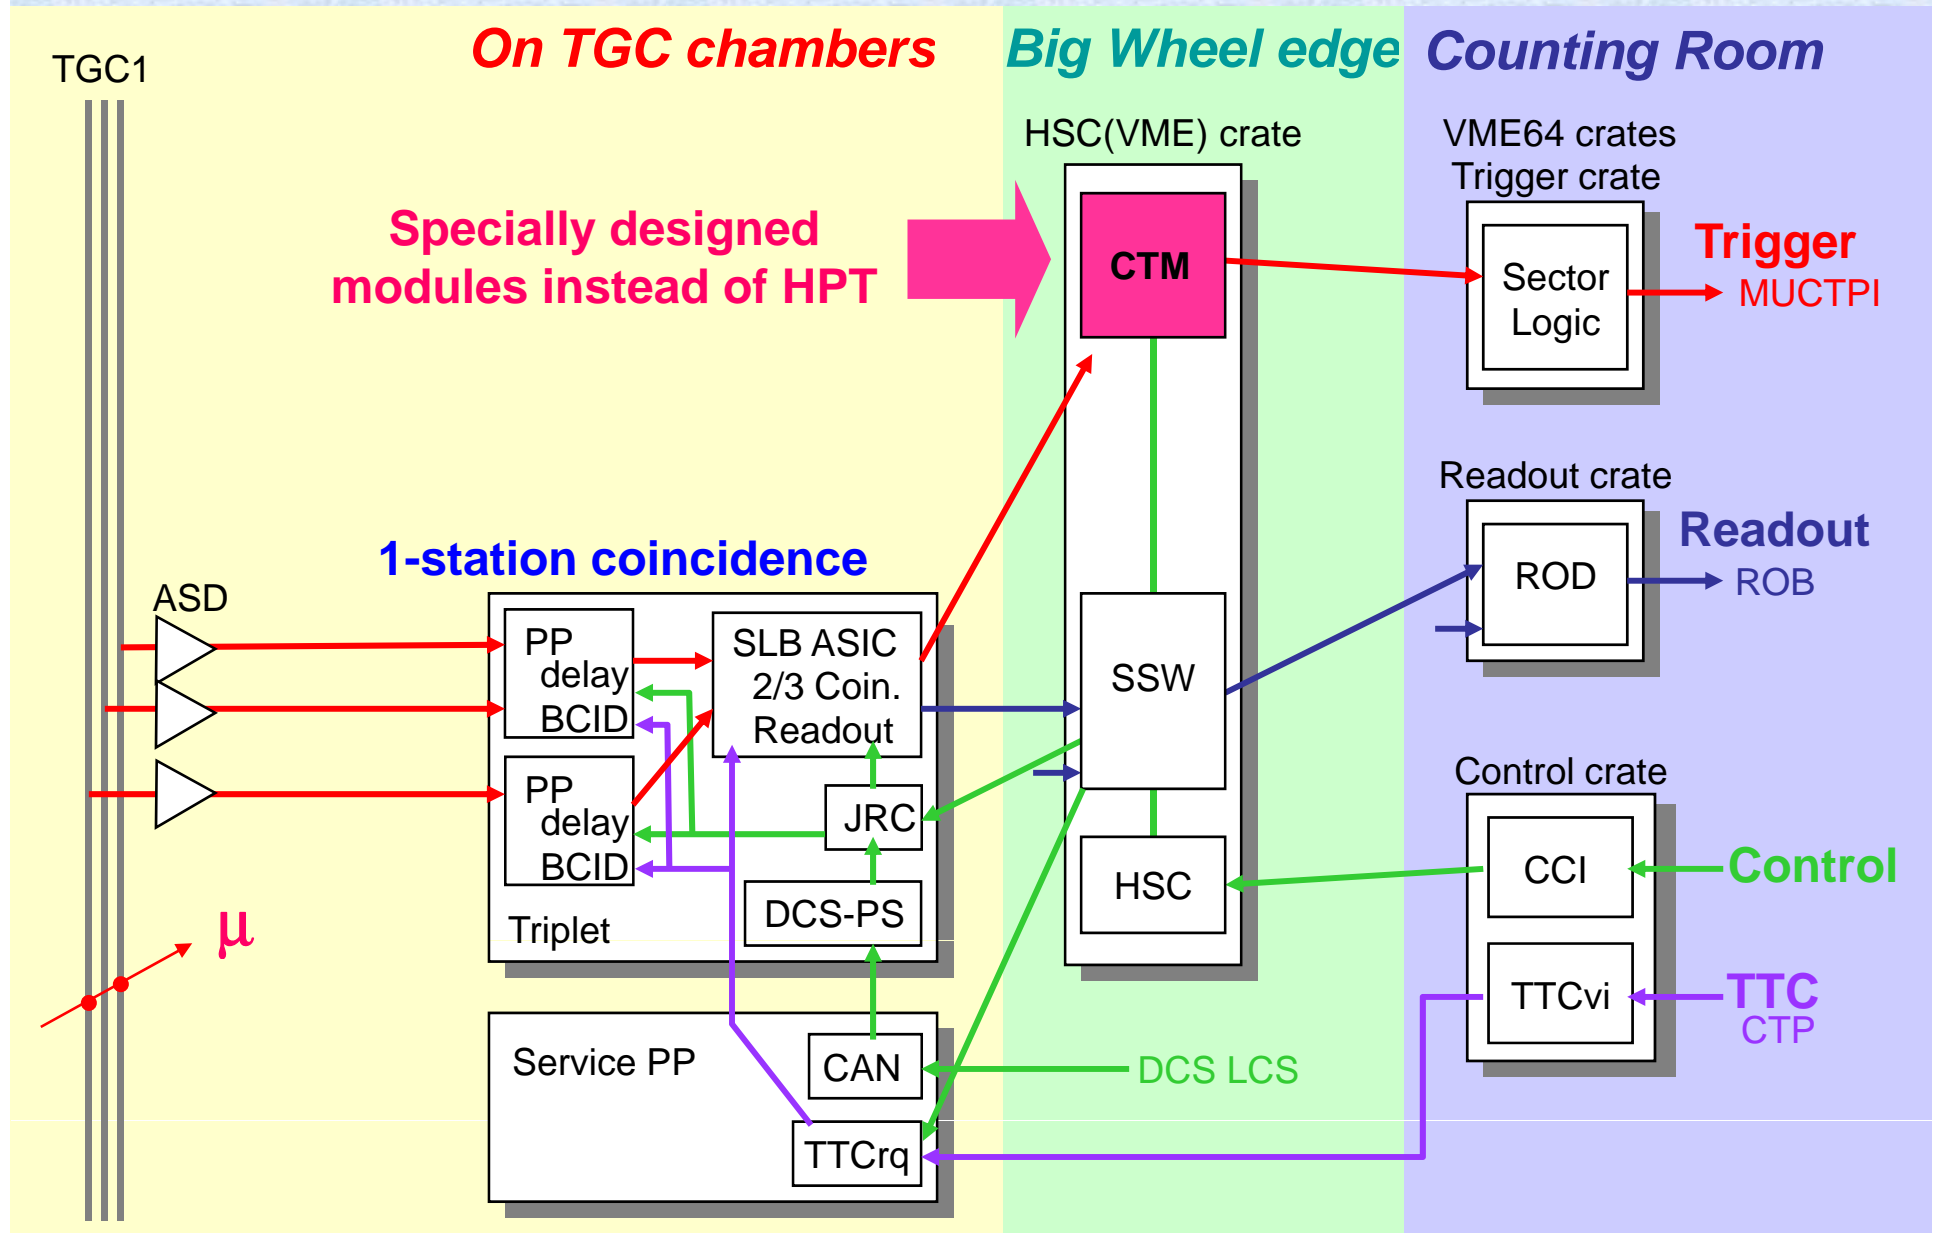 On TGC chambers
Big Wheel edge
Counting Room
TGC1
HSC(VME) crate
VME64 crates
Trigger crate
Specially designed
modules instead of HPT
CTM
Sector
Logic
Trigger
MUCTPI
Readout crate
ROD
Readout
ROB
1-station coincidence
ASD
PP
delay
BCID
SLB ASIC
2/3 Coin.
Readout
SSW
PP
delay
BCID
JRC
DCS-PS
Triplet
HSC
Control crate
CCI
Control
TTCvi
TTC
CTP
μ
Service PP
CAN
DCS LCS
TTCrq